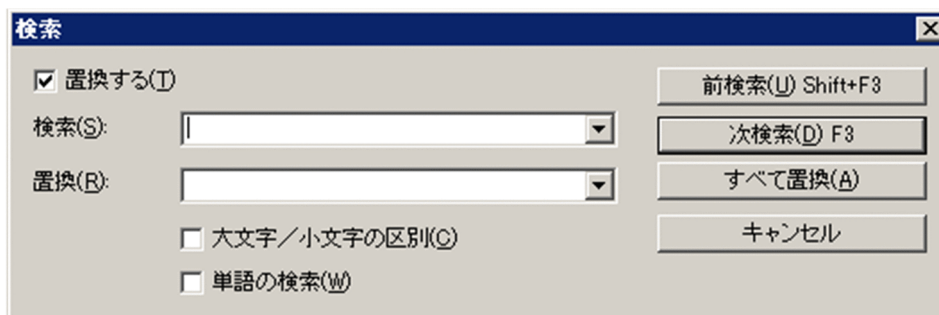 検索
置換する(T)
前検索(U) Shift+F3
検索(S):
次検索(D) F3
置換(R):
すべて置換(A)
大文字／小文字の区別(C)
キャンセル
単語の検索(W)